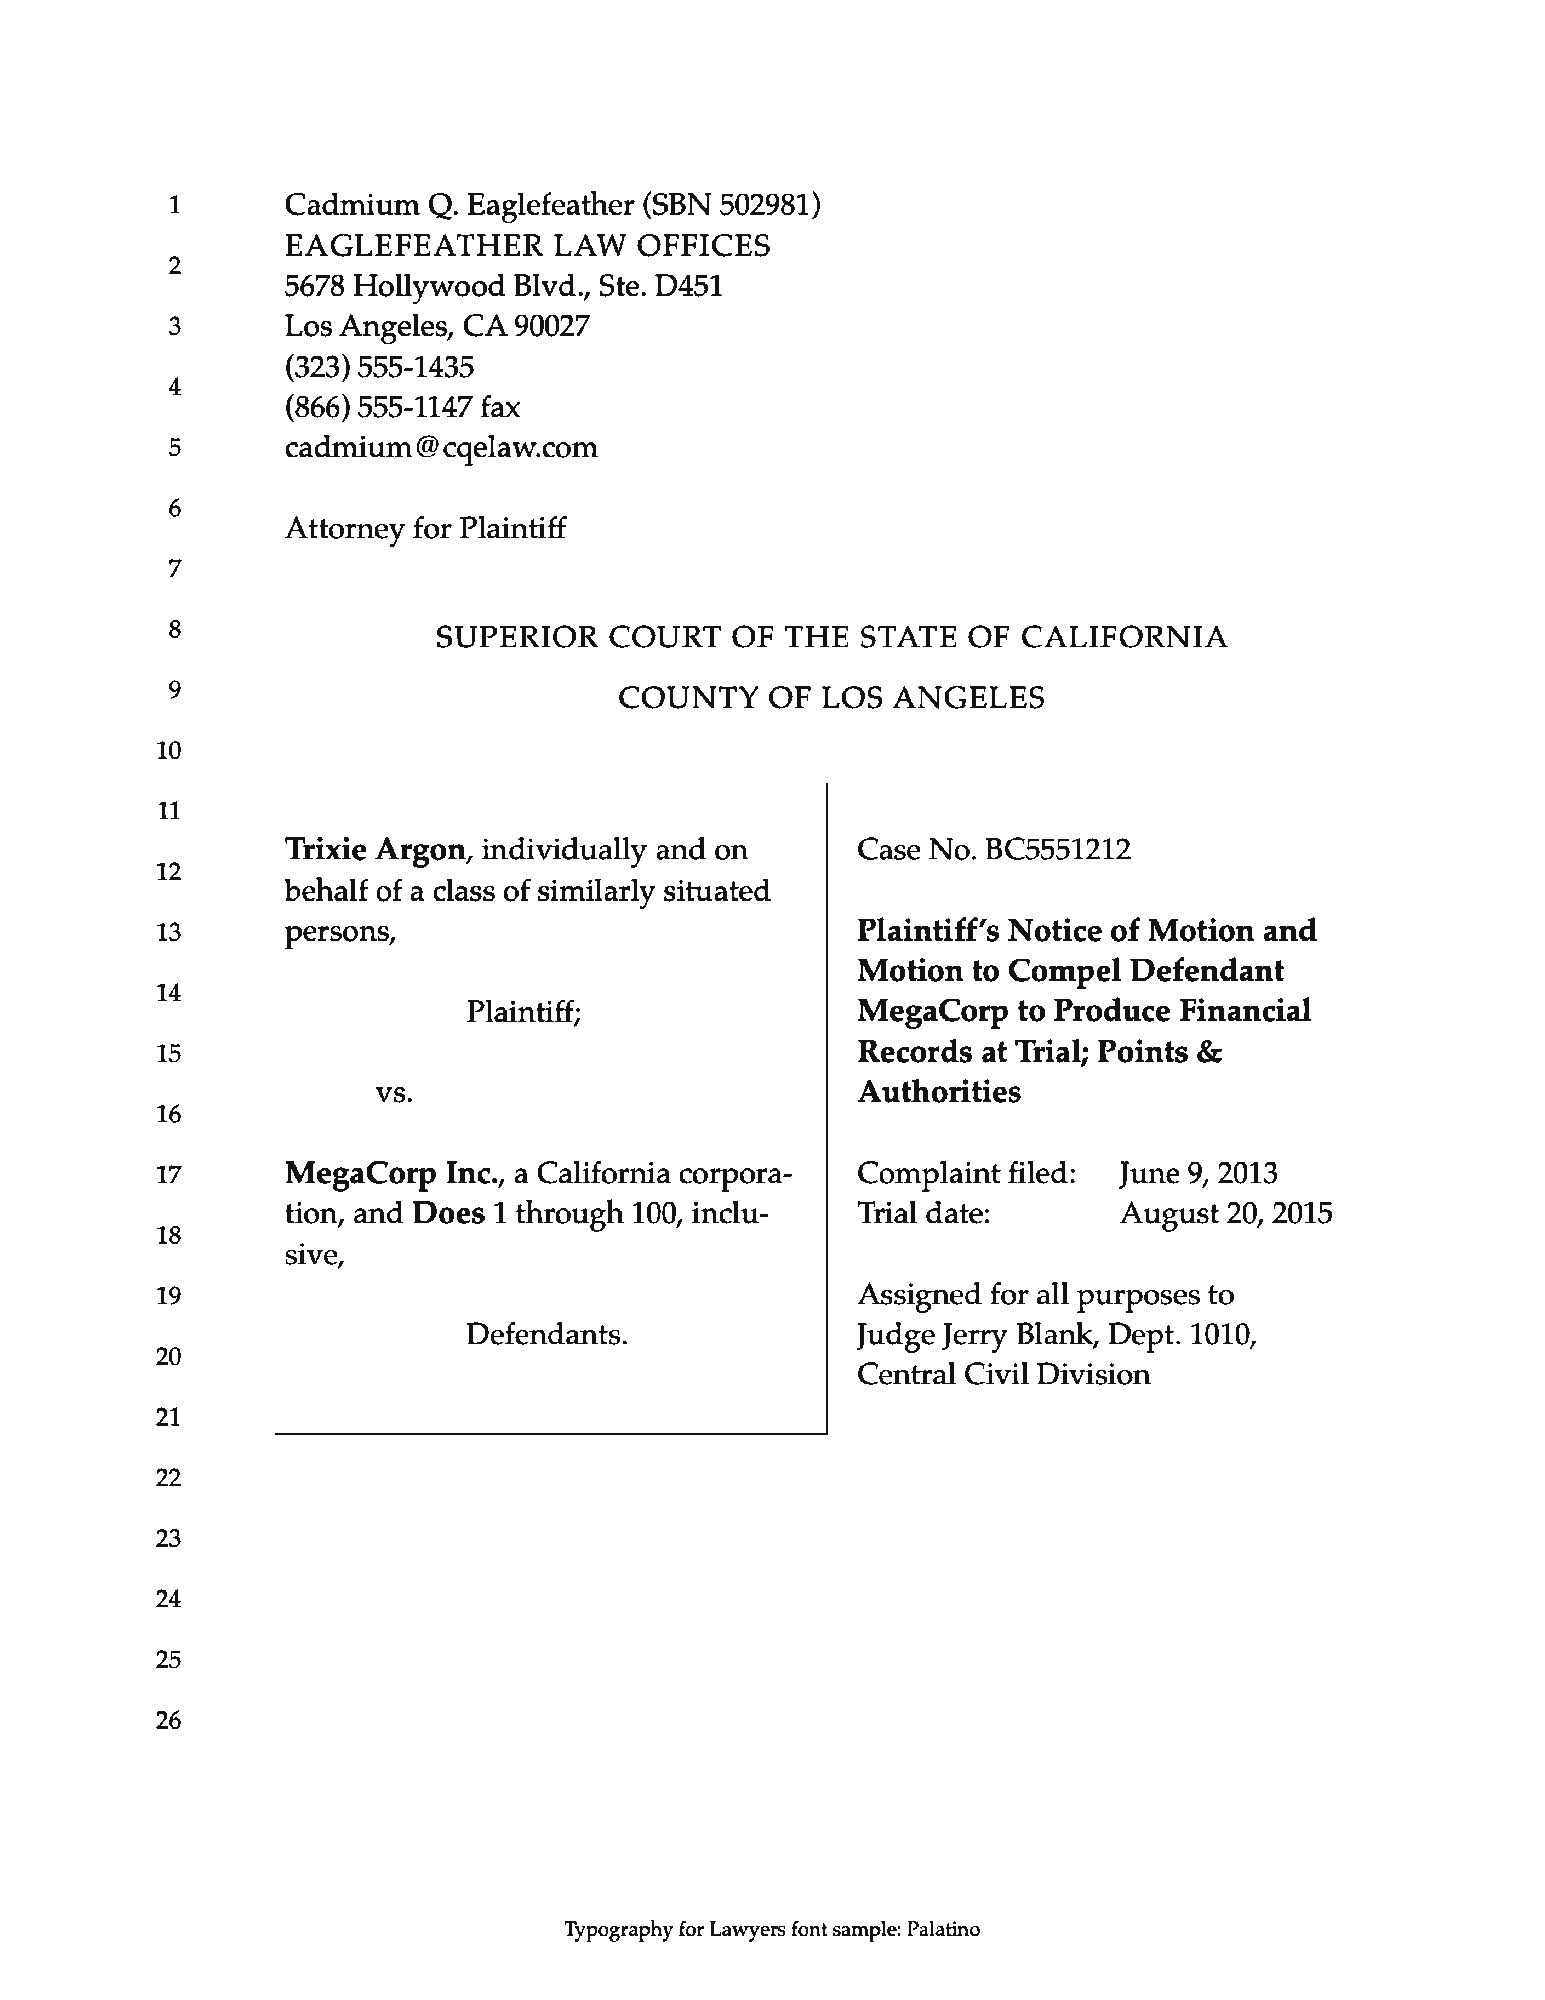 1
2
3
4
5
6
7
8
9
10
11
12
13
14
15
16
17
18
19
20
21
22
23
24
25
26
Cadmium Q. Eaglefeather (SBN 502981)
EAGLEFEATHER LAW OFFICES
5678 Hollywood Blvd., Ste. D451
Los Angeles, CA 90027
(323) 555-1435
(866) 555-1147 fax
cadmium@cqelaw.com
Attorney for Plaintiff
SUPERIOR COURT OF THE STATE OF CALIFORNIA
COUNTY OF LOS ANGELES
Trixie Argon, individually and on
behalf of a class of similarly situated
persons,
Plaintiff;
vs.
MegaCorp Inc., a California corpora-
tion, and Does 1 through 100, inclu-
sive,
Defendants.
Case No. BC5551212
Plaintiff's Notice of Motion and
Motion to Compel Defendant
MegaCorp to Produce Financial
Records at Trial; Points &
Authorities
Complaint filed: June 9, 2013
Trial date: August 20, 2015
Assigned for all purposes to
Judge Jerry Blank, Dept. 1010,
Central Civil Division
Typography for Lawyers font sample: Palatino